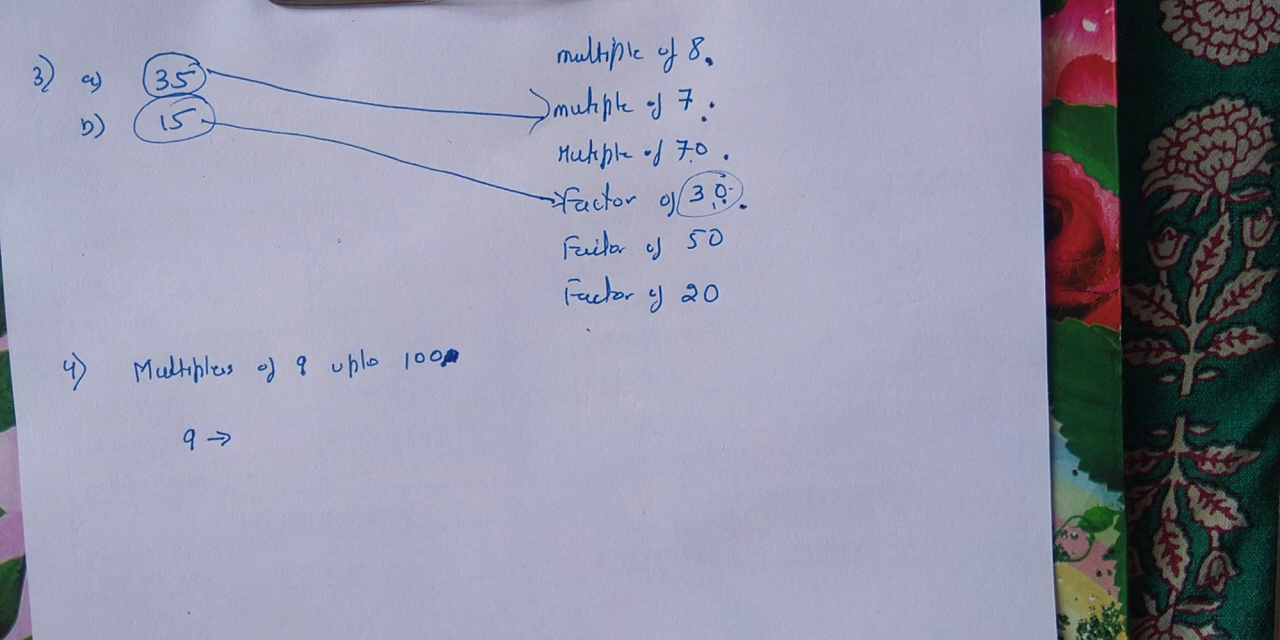 3) a) 35
b) 15
multiple of 8.
multiple of 7.
Multiple of 70.
Factor of 30.
Factor of 50
Factor of 20
4) Multiples of 9 upto 100
9 →